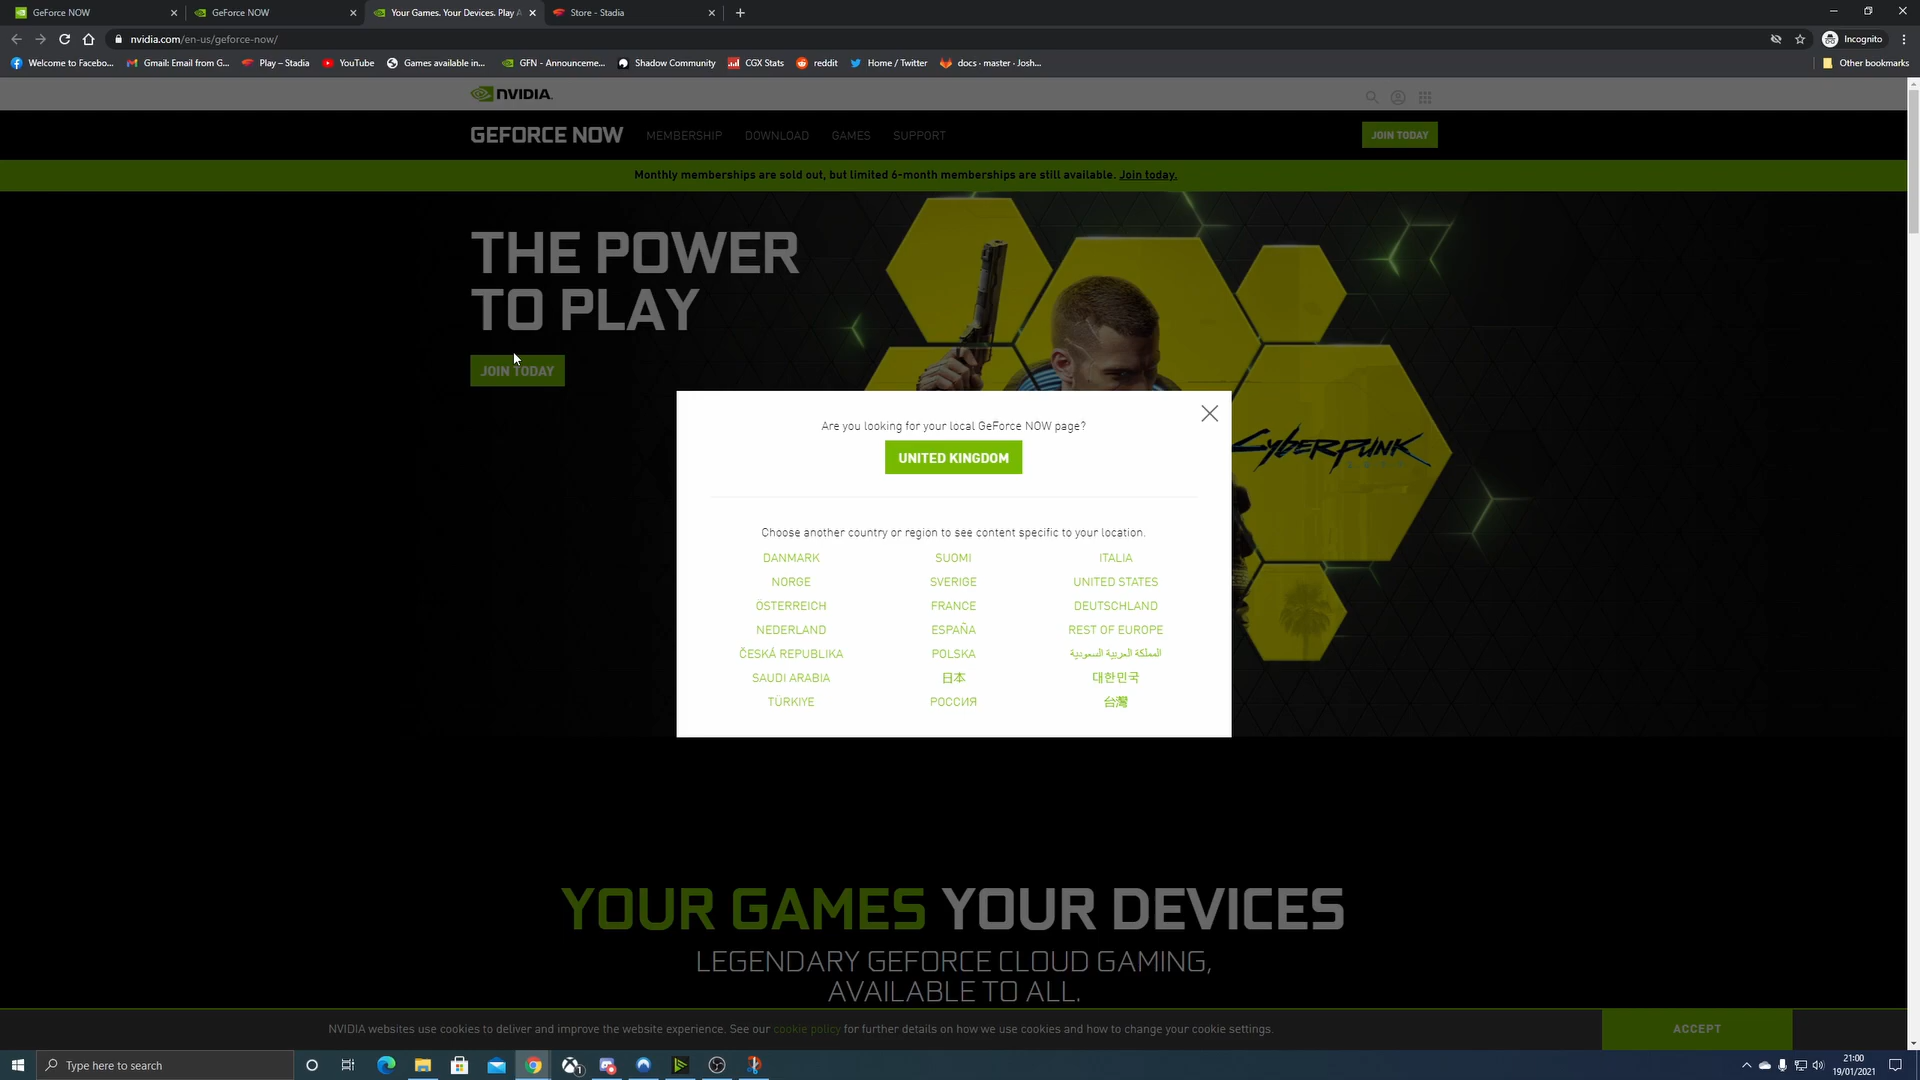 GeForce NOW
GeForce NOW
Your Games. Your Devices. Play A
Store - Stadia
nvidia.com/en-us/geforce-now/
Incognito
Welcome to Facebo...
Gmail: Email from G...
Play – Stadia
YouTube
Games available in...
GFN - Announceme...
Shadow Community
CGX Stats
reddit
Home / Twitter
docs · master · Josh...
Other bookmarks
NVIDIA.
GEFORCE NOW
MEMBERSHIP
DOWNLOAD
GAMES
SUPPORT
JOIN TODAY
Monthly memberships are sold out, but limited 6-month memberships are still available. Join today.
THE POWER
TO PLAY
JOIN TODAY
CYBERPUNK
Are you looking for your local GeForce NOW page?
UNITED KINGDOM
Choose another country or region to see content specific to your location.
DANMARK SUOMI ITALIA
NORGE SVERIGE UNITED STATES
ÖSTERREICH FRANCE DEUTSCHLAND
NEDERLAND ESPAÑA REST OF EUROPE
ČESKÁ REPUBLIKA POLSKA المملكة العربية السعودية
SAUDI ARABIA 日本 대한민국
TÜRKIYE РОССИЯ 台灣
YOUR GAMES YOUR DEVICES
LEGENDARY GEFORCE CLOUD GAMING,
AVAILABLE TO ALL.
NVIDIA websites use cookies to deliver and improve the website experience. See our cookie policy for further details on how we use cookies and how to change your cookie settings.
ACCEPT
Type here to search
1
21:00
19/01/2021